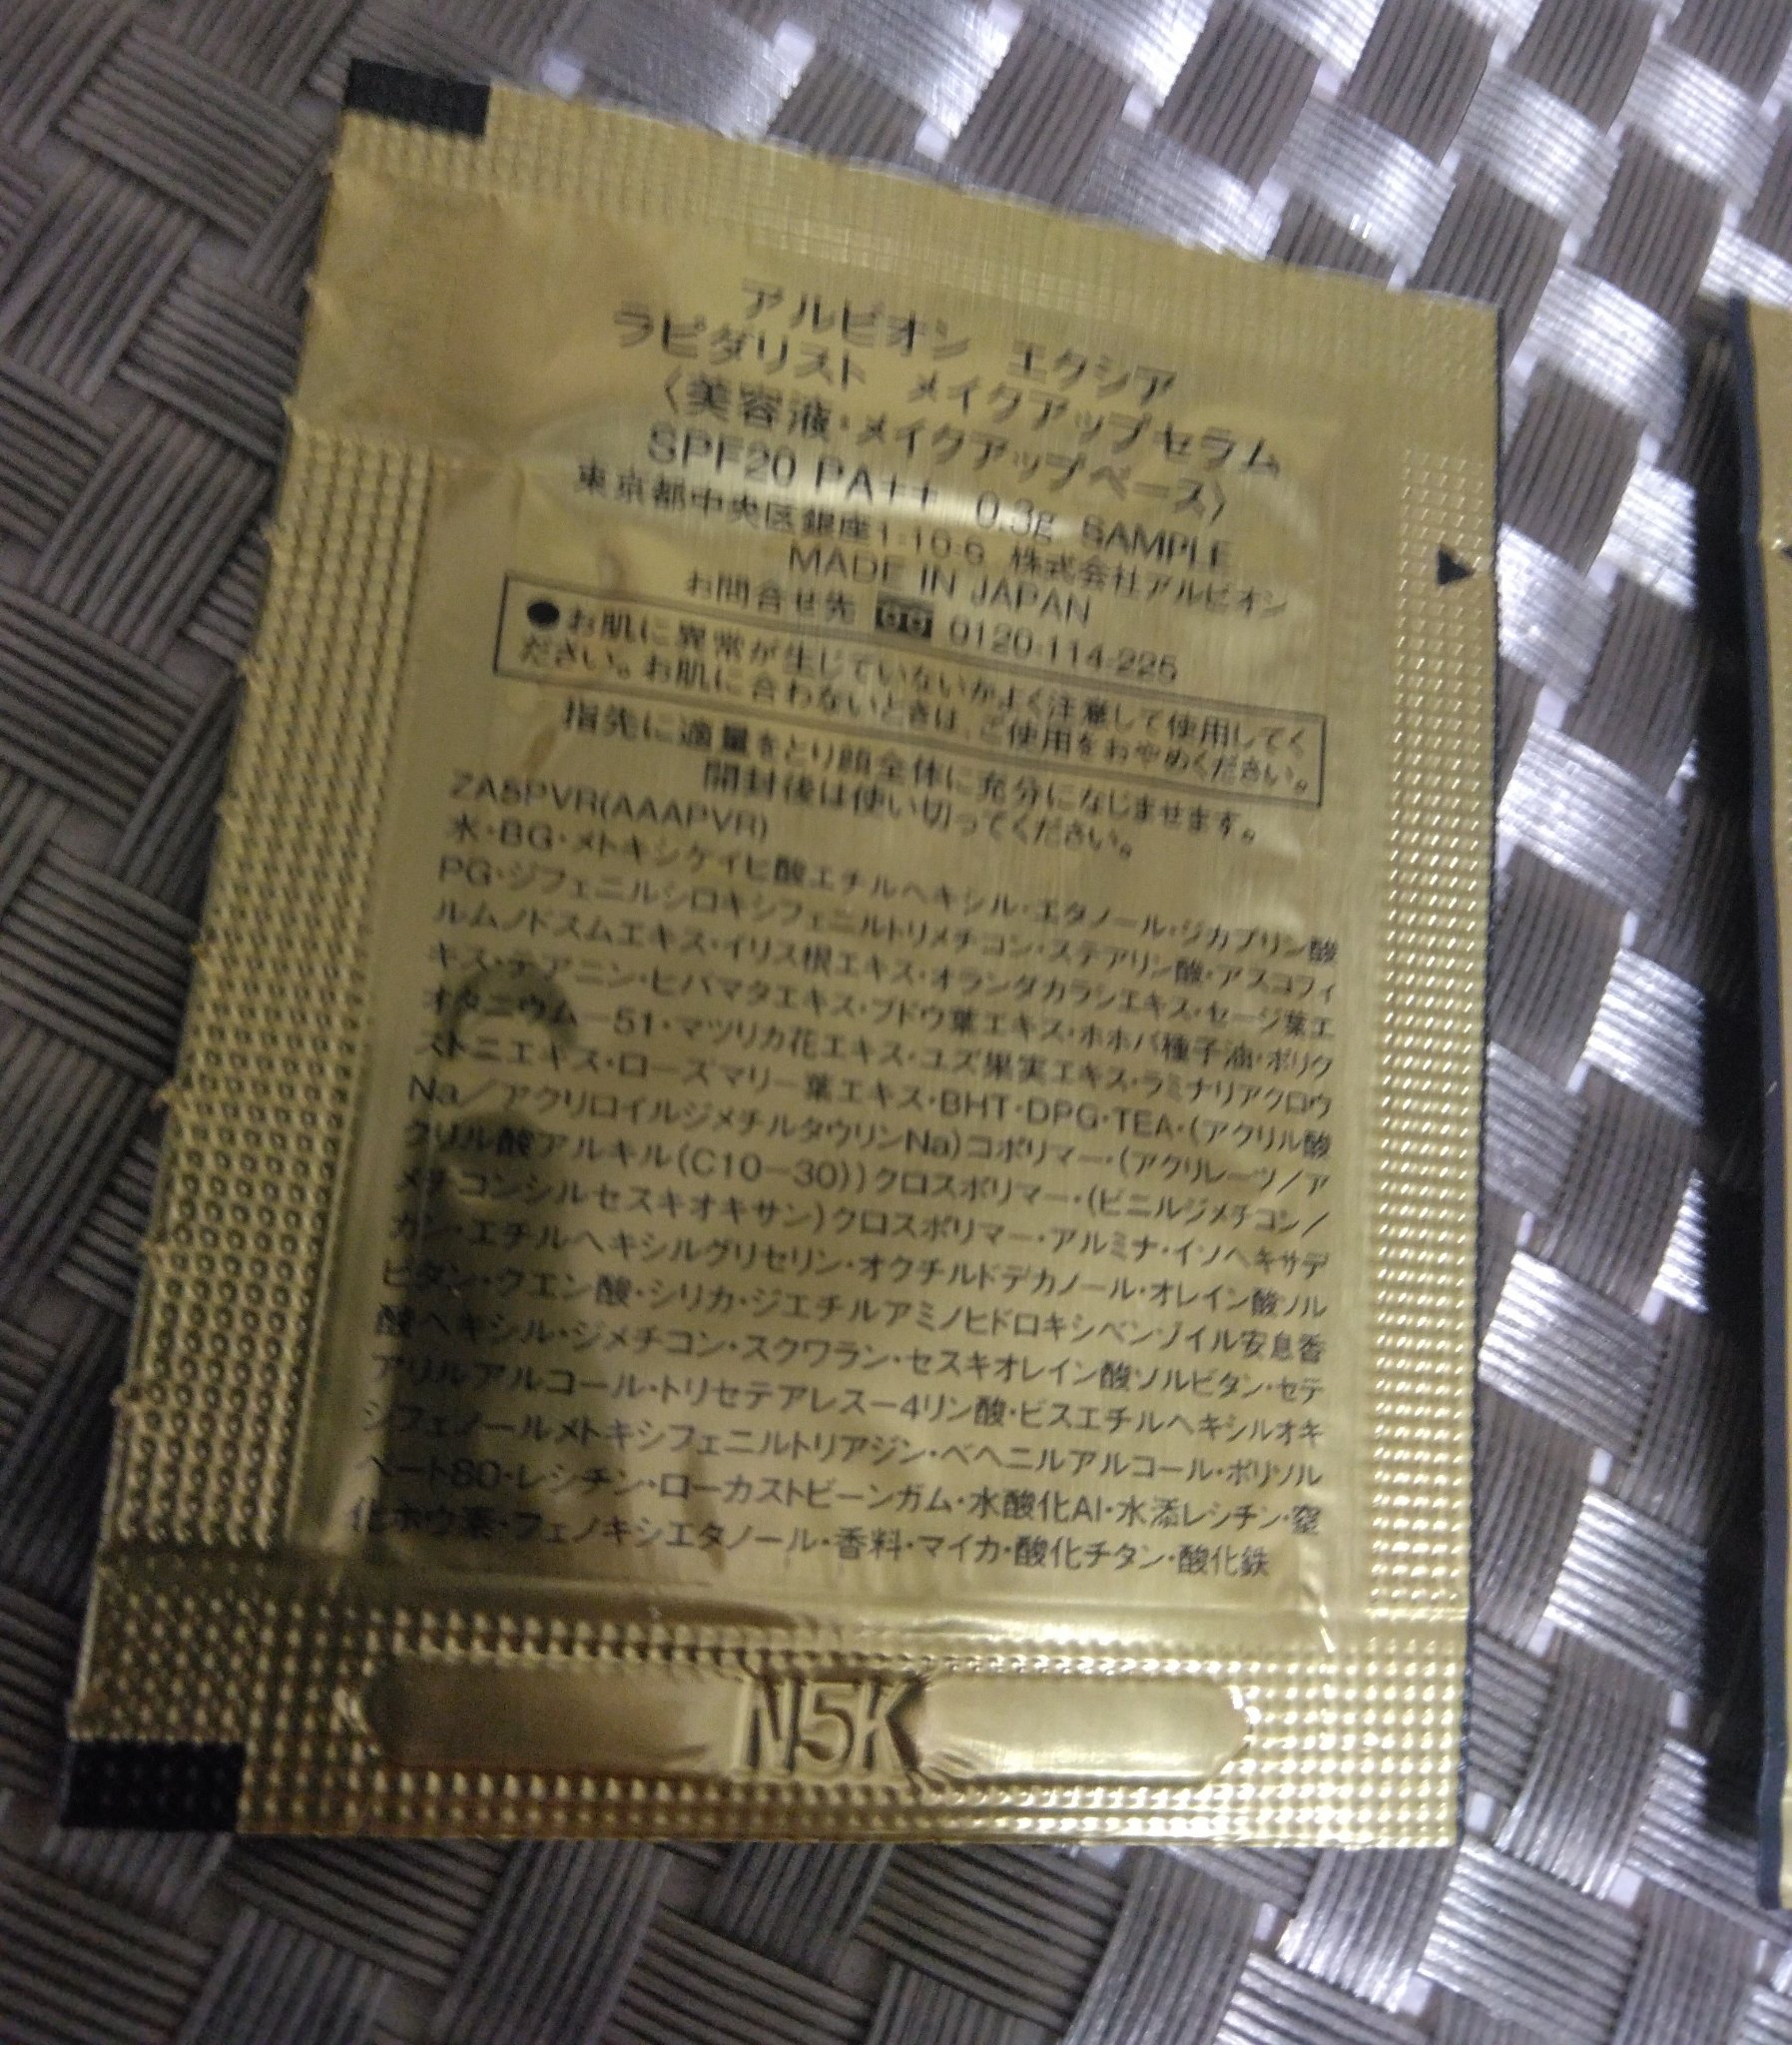 アルビオン エクシア
ラピダリスト メイクアップセラム
〈美容液・メイクアップベース〉
SPF20 PA++ 0.3g SAMPLE
東京都中央区銀座1-10-6 株式会社アルビオン
MADE IN JAPAN
お問合せ先 0120-114-225
●お肌に異常が生じていないかよく注意して使用してく
ださい。お肌に合わないときは、ご使用をおやめください。
指先に適量をとり顔全体に充分になじませます。
開封後は使い切ってください。
ZA5PVR(AAAPVR)
水・BG・メトキシケイヒ酸エチルヘキシル・エタノール・ジカプリン酸
PG・ジフェニルシロキシフェニルトリメチコン・ステアリン酸・アスコフィ
ルムノドスムエキス・イリス根エキス・オランダカラシエキス・セージ葉エ
キス・テアニン・ヒバマタエキス・ブドウ葉エキス・ホホバ種子油・ポリク
オタニウム－51・マツリカ花エキス・ユズ果実エキス・ラミナリアクロウ
ストニエキス・ローズマリー葉エキス・BHT・DPG・TEA・(アクリル酸
Na／アクリロイルジメチルタウリンNa)コポリマー・(アクリレーツ／ア
クリル酸アルキル(C10－30))クロスポリマー・(ビニルジメチコン／
メチコンシルセスキオキサン)クロスポリマー・アルミナ・イソヘキサデ
カン・エチルヘキシルグリセリン・オクチルドデカノール・オレイン酸ソル
ビタン・クエン酸・シリカ・ジエチルアミノヒドロキシベンゾイル安息香
酸ヘキシル・ジメチコン・スクワラン・セスキオレイン酸ソルビタン・セテ
アリルアルコール・トリセテアレス－4リン酸・ビスエチルヘキシルオキ
シフェノールメトキシフェニルトリアジン・ベヘニルアルコール・ポリソル
ベート80・レシチン・ローカストビーンガム・水酸化Al・水添レシチン・窒
化ホウ素・フェノキシエタノール・香料・マイカ・酸化チタン・酸化鉄
N5K